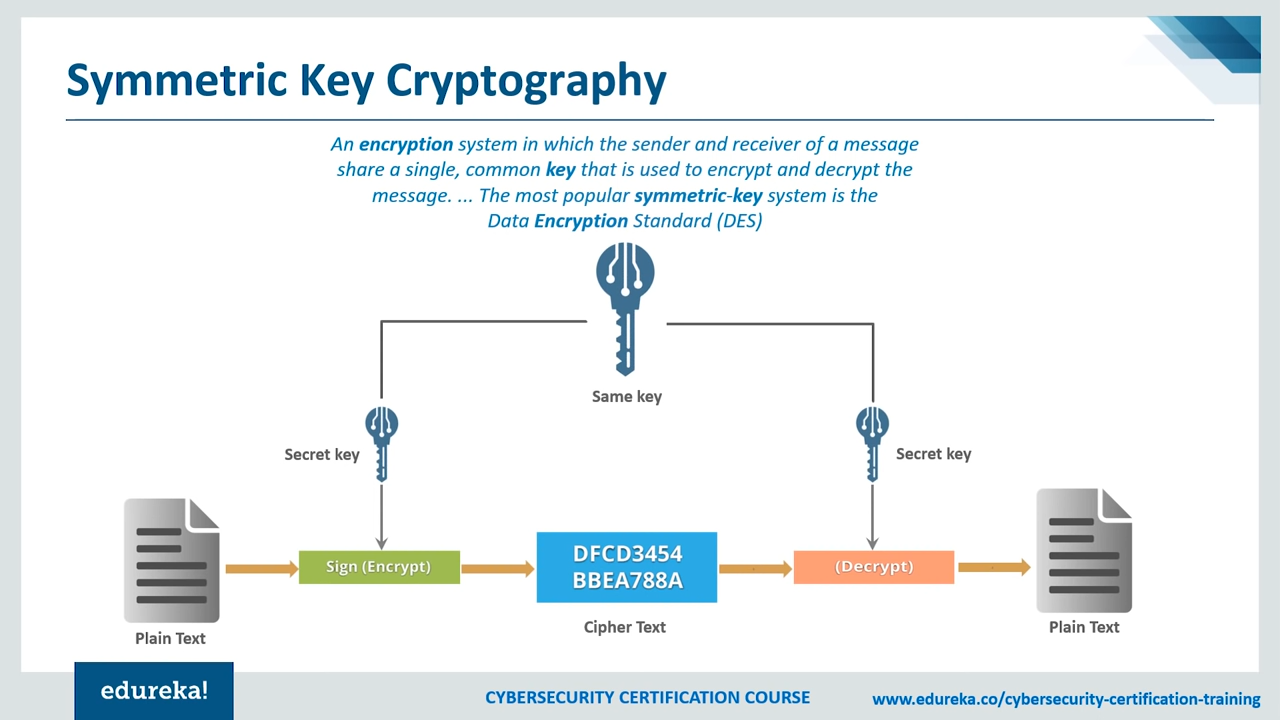 Symmetric Key Cryptography
An encryption system in which the sender and receiver of a message
share a single, common key that is used to encrypt and decrypt the
message. ... The most popular symmetric-key system is the
Data Encryption Standard (DES)
Same key
Secret key
Secret key
Sign (Encrypt)
DFCD3454
BBEA788A
(Decrypt)
Plain Text
Cipher Text
Plain Text
edureka!
CYBERSECURITY CERTIFICATION COURSE
www.edureka.co/cybersecurity-certification-training